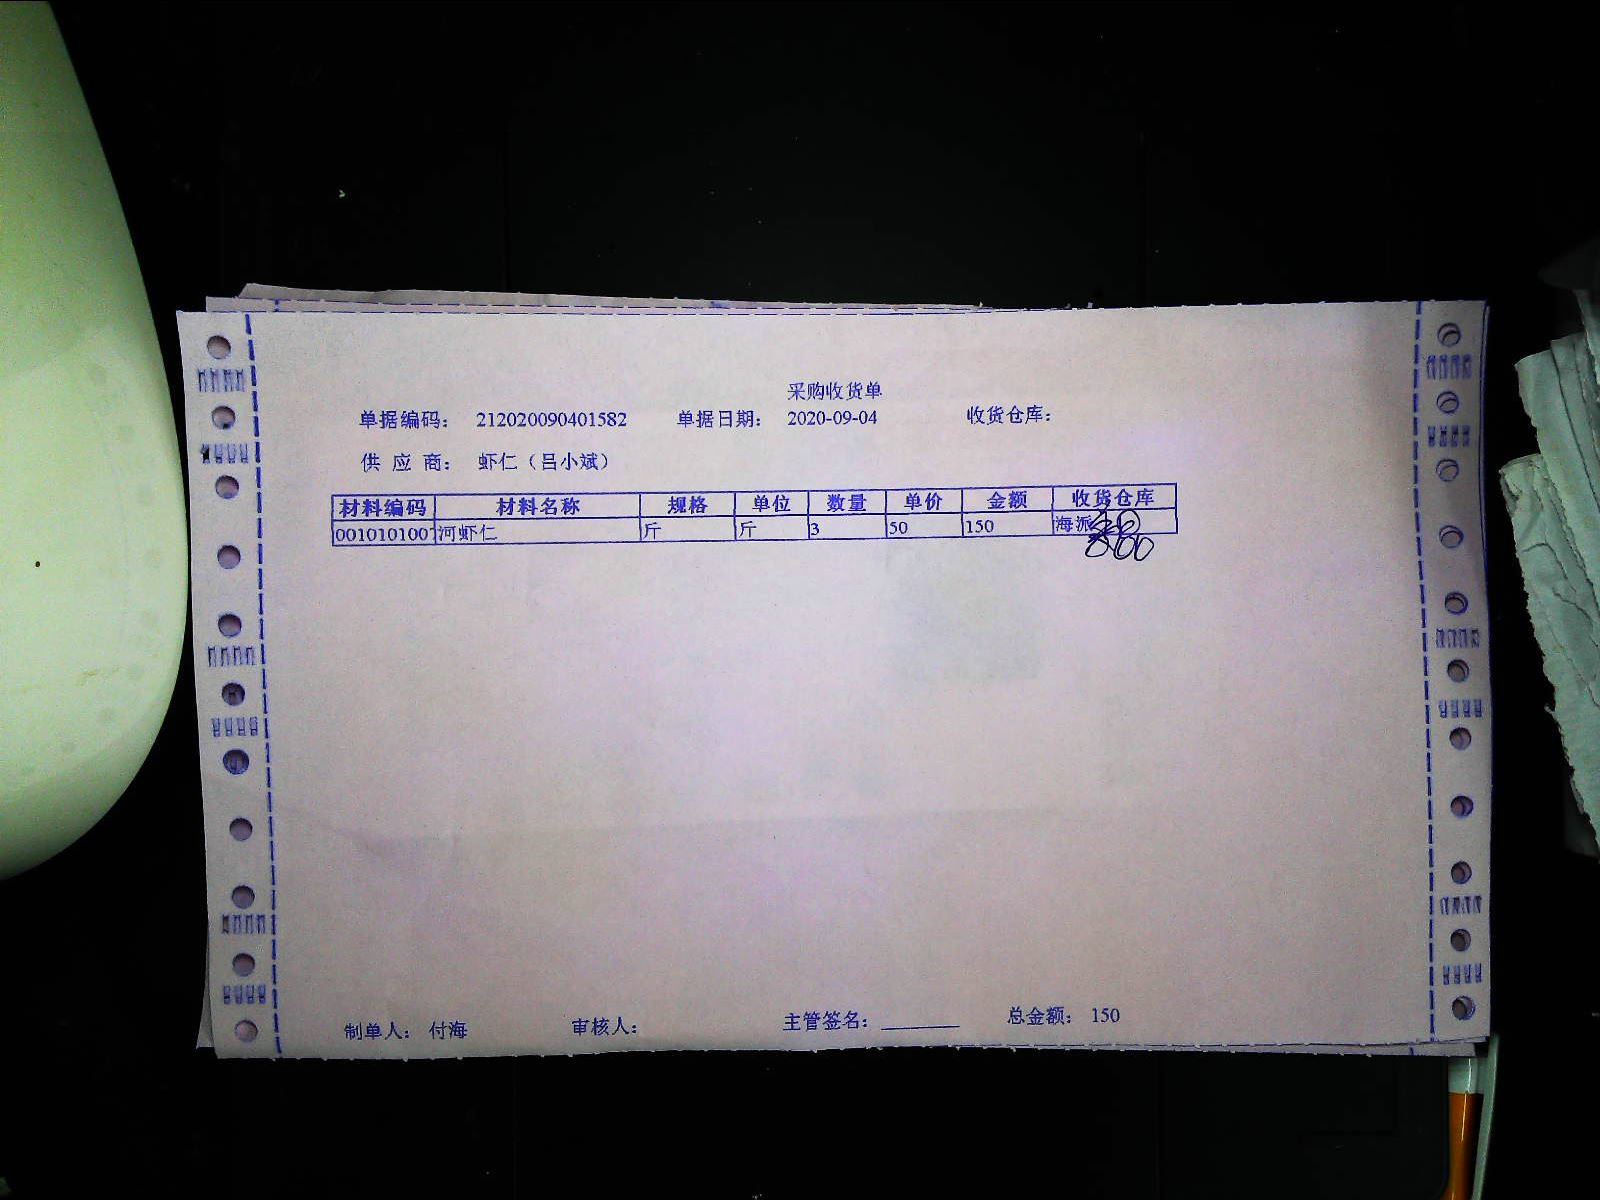 采购收货单
单据编码： 212020090401582 单据日期： 2020-09-04 收货仓库：
供 应 商： 虾仁（吕小斌）
材料编码 材料名称 规格 单位 数量 单价 金额 收货仓库
0010101007 河虾仁 斤 斤 3 50 150 海派
制单人： 付海 审核人： 主管签名： 总金额： 150